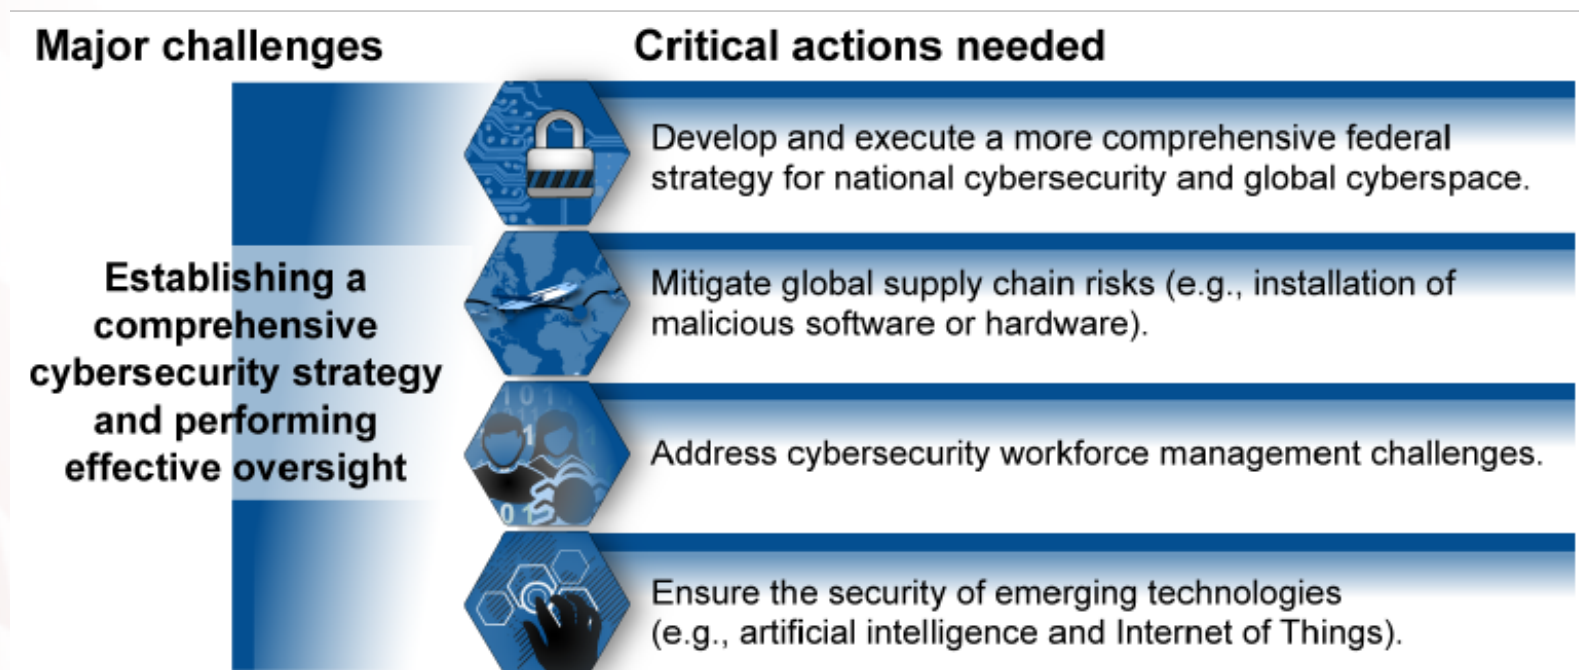 Major challenges
Critical actions needed
Establishing a
comprehensive
cybersecurity strategy
and performing
effective oversight
Develop and execute a more comprehensive federal
strategy for national cybersecurity and global cyberspace.
Mitigate global supply chain risks (e.g., installation of
malicious software or hardware).
Address cybersecurity workforce management challenges.
Ensure the security of emerging technologies
(e.g., artificial intelligence and Internet of Things).